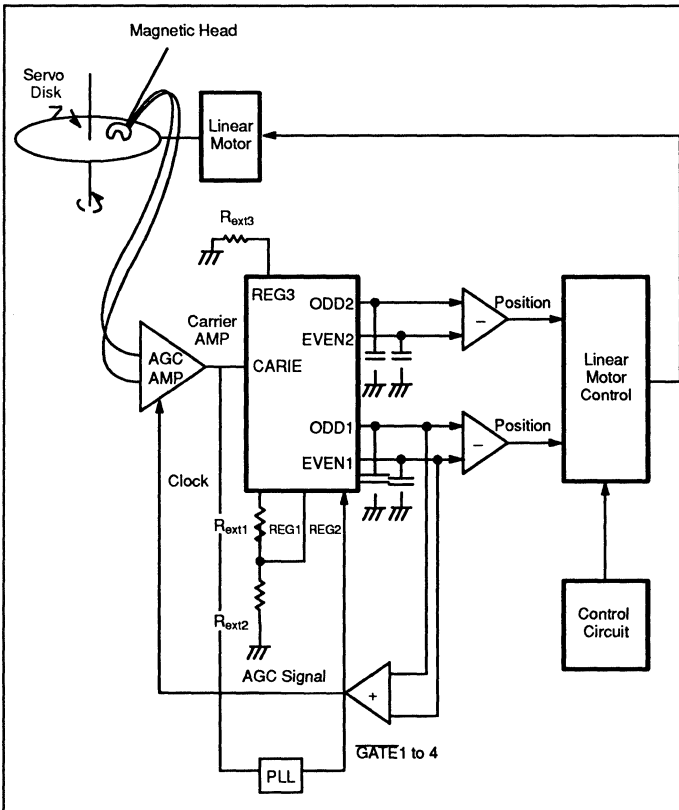 Magnetic Head
Servo
Disk
Linear
Motor
Rext3
REG3
ODD2
Position
Carrier
AMP
EVEN2
−
AGC
AMP
CARIE
Linear
Motor
Control
ODD1
Position
EVEN1
−
Clock
Rext1
REG1
REG2
Rext2
Control
Circuit
AGC Signal
+
GATE1 to 4
PLL